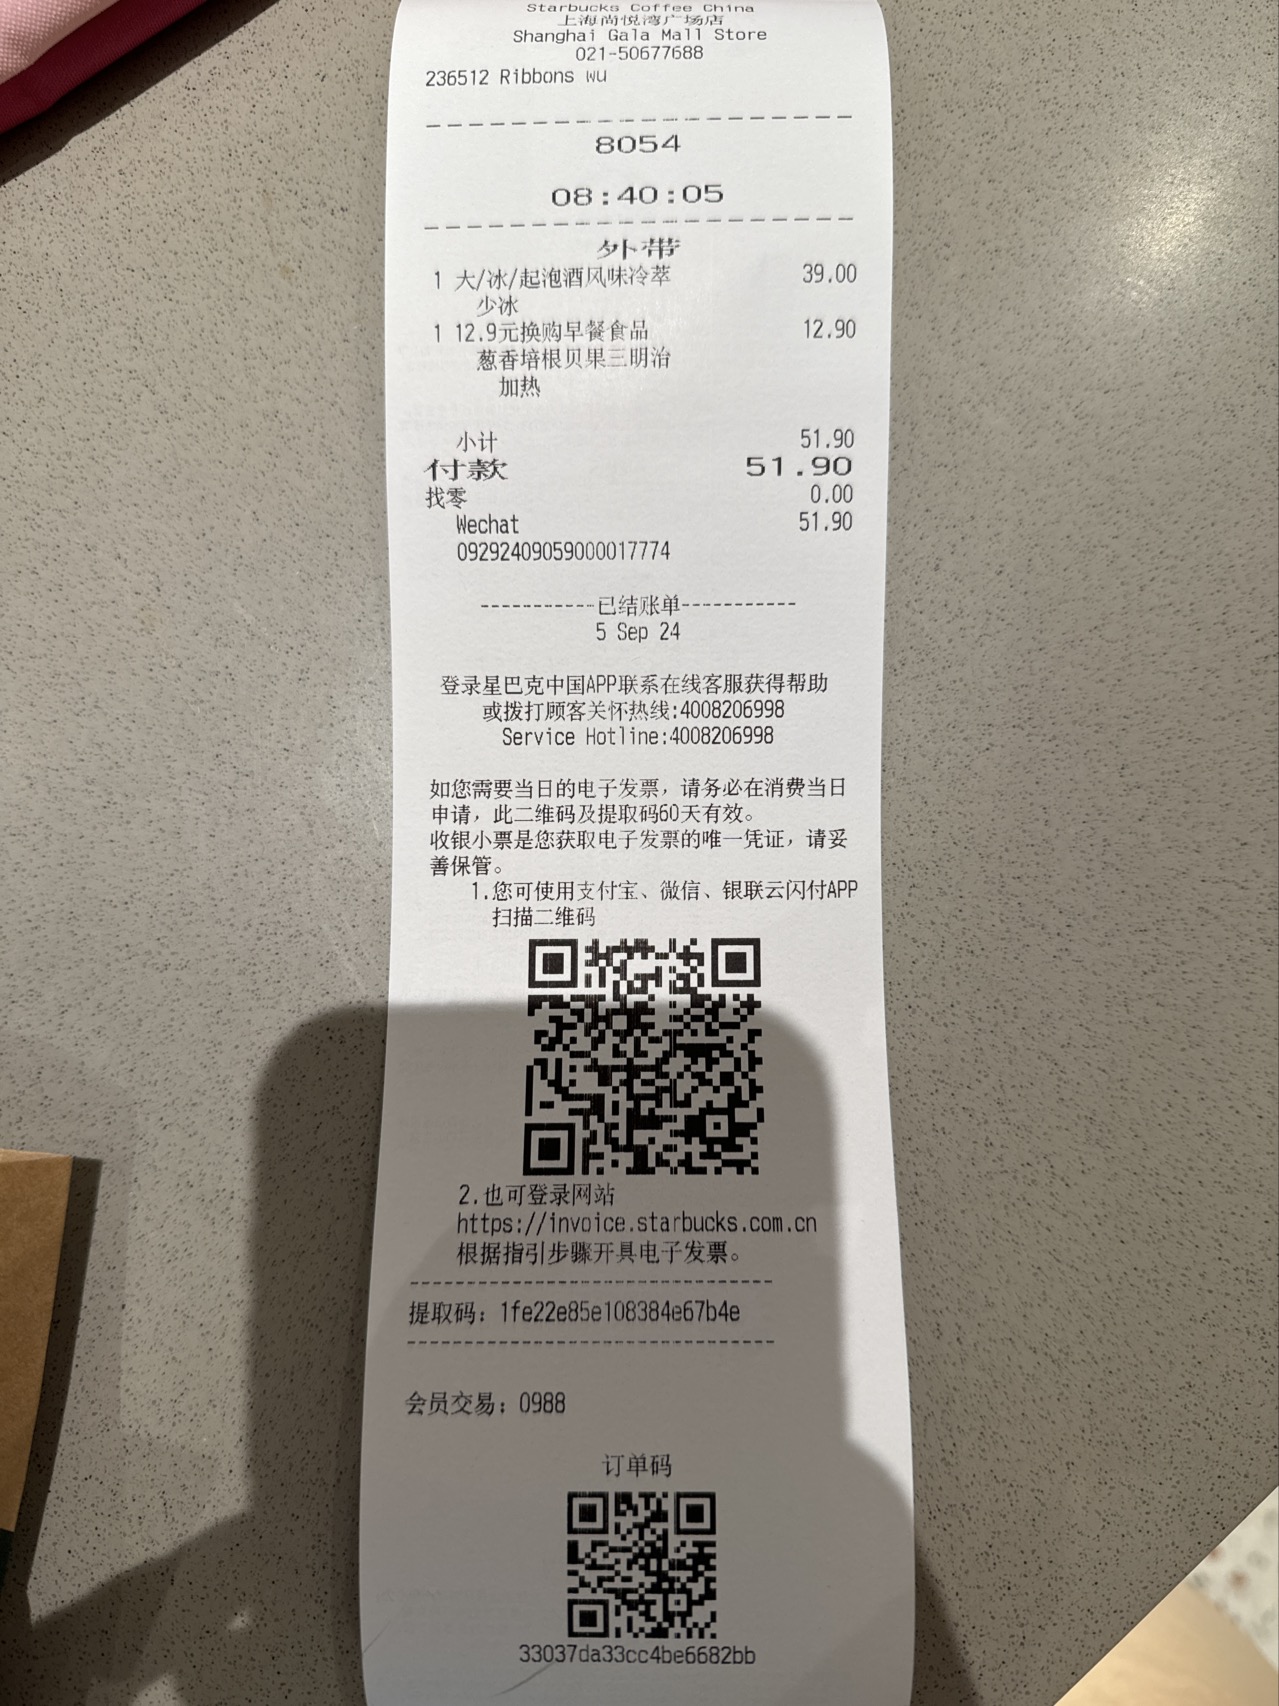 Starbucks Coffee China
上海尚悦湾广场店
Shanghai Gala Mall Store
021-50677688
236512 Ribbons wu
8054
08:40:05
外带
1 大/冰/起泡酒风味冷萃 39.00
少冰
1 12.9元换购早餐食品 12.90
葱香培根贝果三明治
加热
小计 51.90
付款 51.90
找零 0.00
Wechat 51.90
09292409059000017774
-----------已结账单-----------
5 Sep 24
登录星巴克中国APP联系在线客服获得帮助
或拨打顾客关怀热线:4008206998
Service Hotline:4008206998
如您需要当日的电子发票，请务必在消费当日
申请，此二维码及提取码60天有效。
收银小票是您获取电子发票的唯一凭证，请妥
善保管。
1.您可使用支付宝、微信、银联云闪付APP
扫描二维码
2.也可登录网站
https://invoice.starbucks.com.cn
根据指引步骤开具电子发票。
提取码：1fe22e85e108384e67b4e
会员交易：0988
订单码
33037da33cc4be6682bb